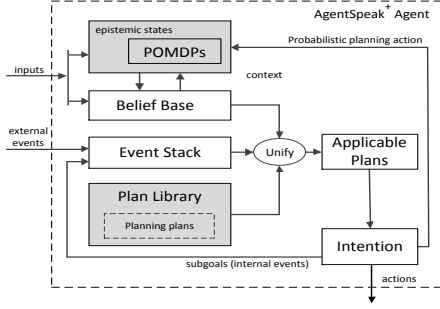 AgentSpeak+ Agent
epistemic states
POMDPs
Probabilistic planning action
inputs
context
Belief Base
external
events
Event Stack
Unify
Applicable
Plans
Plan Library
Planning plans
Intention
subgoals (internal events)
actions